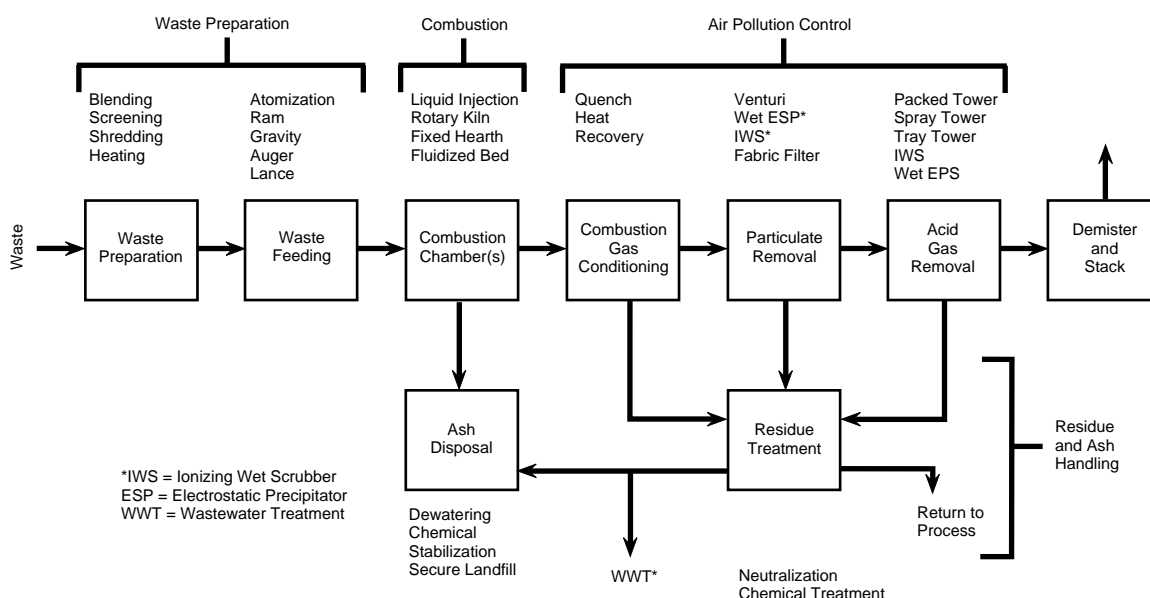 Waste Preparation
Combustion
Air Pollution Control
Blending
Screening
Shredding
Heating
Atomization
Ram
Gravity
Auger
Lance
Liquid Injection
Rotary Kiln
Fixed Hearth
Fluidized Bed
Quench
Heat
Recovery
Venturi
Wet ESP*
IWS*
Fabric Filter
Packed Tower
Spray Tower
Tray Tower
IWS
Wet EPS
Waste
Waste
Preparation
Waste
Feeding
Combustion
Chamber(s)
Combustion
Gas
Conditioning
Particulate
Removal
Acid
Gas
Removal
Demister
and
Stack
Ash
Disposal
Residue
Treatment
Residue
and Ash
Handling
*IWS = Ionizing Wet Scrubber
ESP = Electrostatic Precipitator
WWT = Wastewater Treatment
Dewatering
Chemical
Stabilization
Secure Landfill
WWT*
Return to
Process
Neutralization
Chemical Treatment